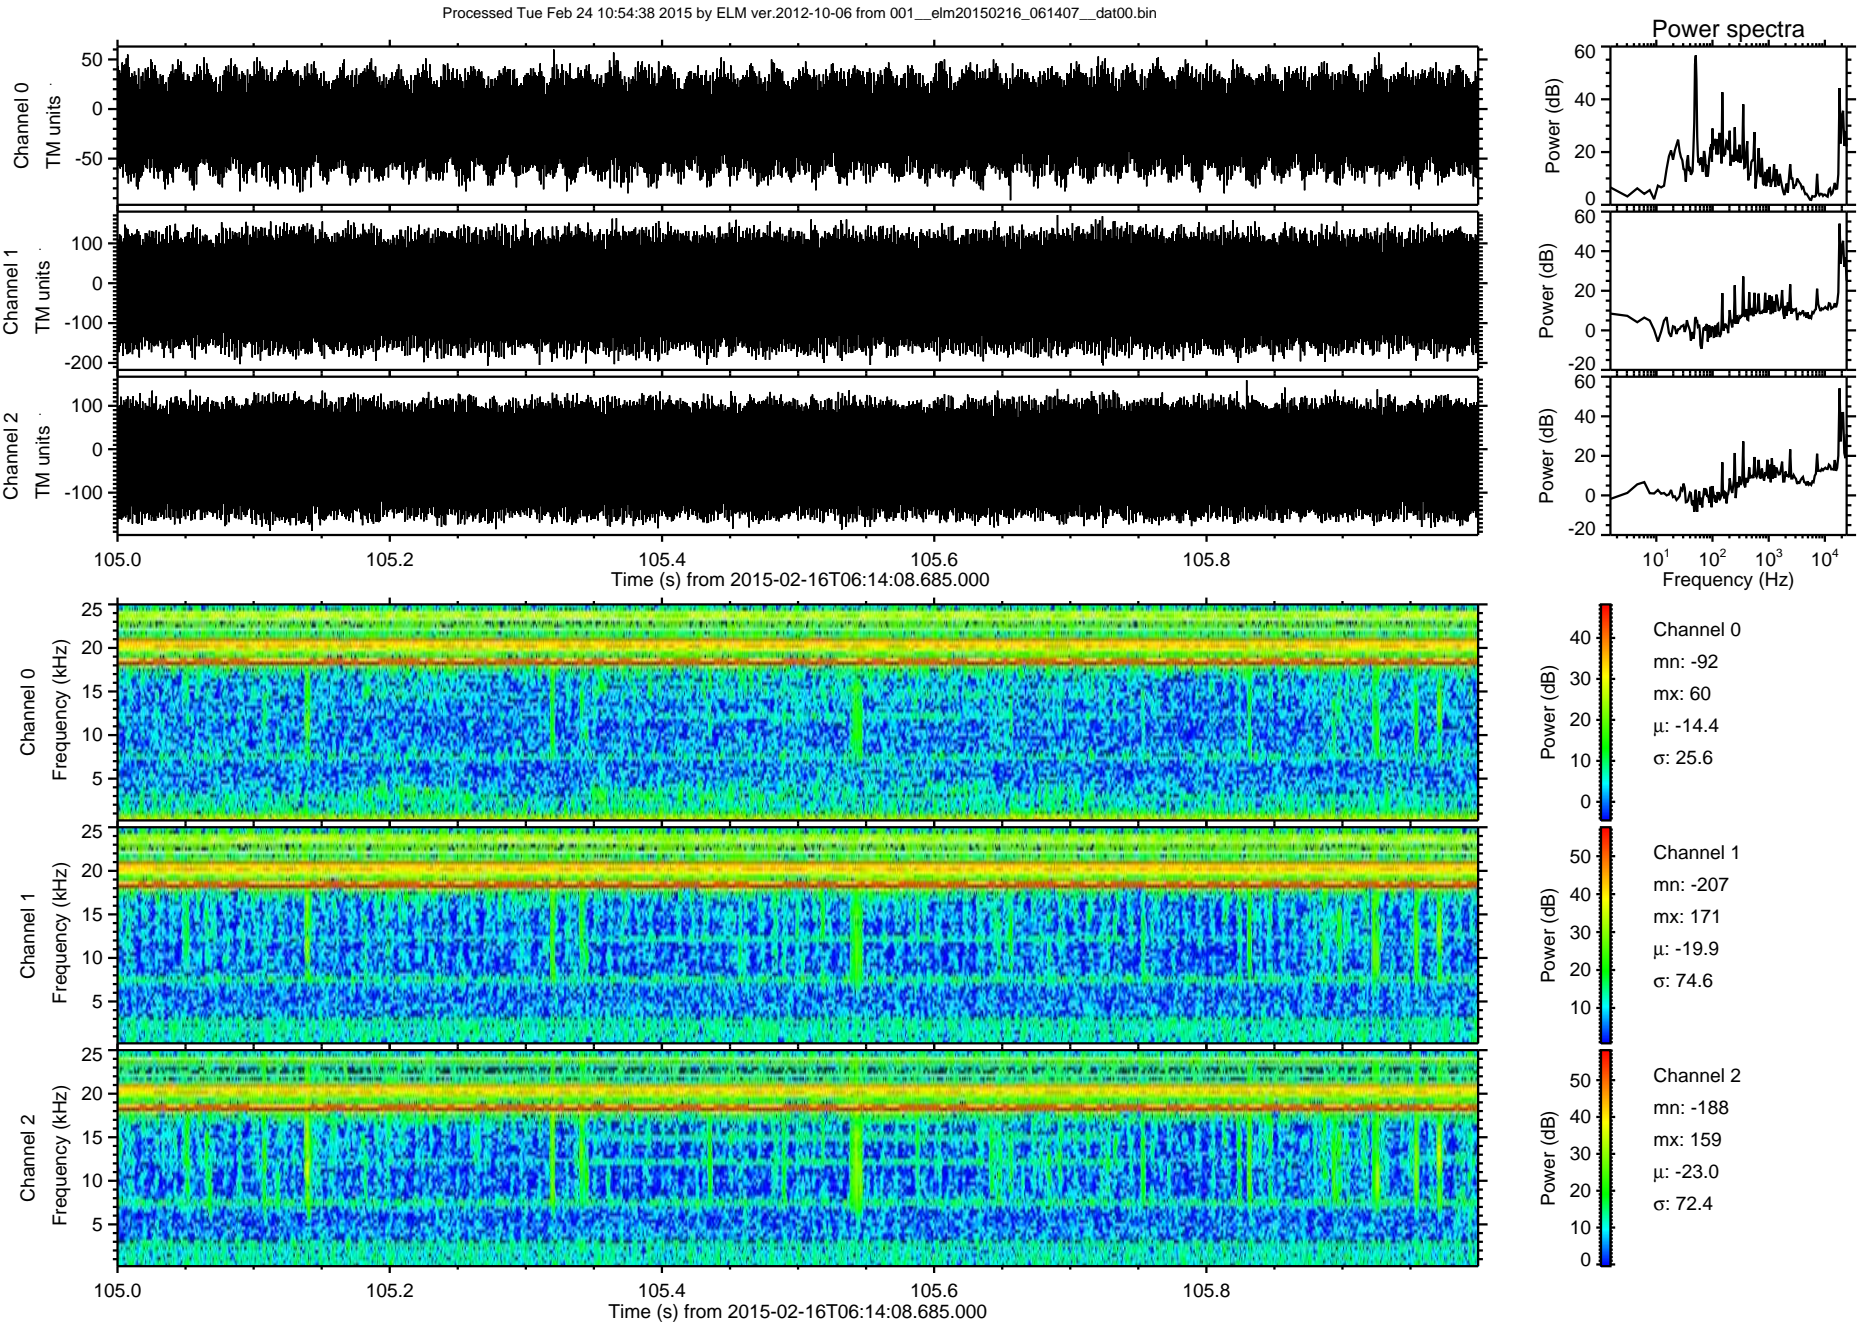 Processed Tue Feb 24 10:54:38 2015 by ELM ver.2012-10-06 from 001__elm20150216_061407__dat00.bin
Power spectra
Channel 0
TM units
50
0
-50
Power (dB)
60
40
20
0
Channel 1
TM units
100
0
-100
-200
Power (dB)
60
40
20
0
-20
Channel 2
TM units
100
0
-100
Power (dB)
60
40
20
0
-20
105.0 105.2 105.4 105.6 105.8
Time (s) from 2015-02-16T06:14:08.685.000
10^1 10^2 10^3 10^4
Frequency (Hz)
Channel 0
Frequency (kHz)
25
20
15
10
5
Power (dB)
40
30
20
10
0
Channel 0
mn: -92
mx: 60
μ: -14.4
σ: 25.6
Channel 1
Frequency (kHz)
25
20
15
10
5
Power (dB)
50
40
30
20
10
Channel 1
mn: -207
mx: 171
μ: -19.9
σ: 74.6
Channel 2
Frequency (kHz)
25
20
15
10
5
Power (dB)
50
40
30
20
10
0
Channel 2
mn: -188
mx: 159
μ: -23.0
σ: 72.4
105.0 105.2 105.4 105.6 105.8
Time (s) from 2015-02-16T06:14:08.685.000